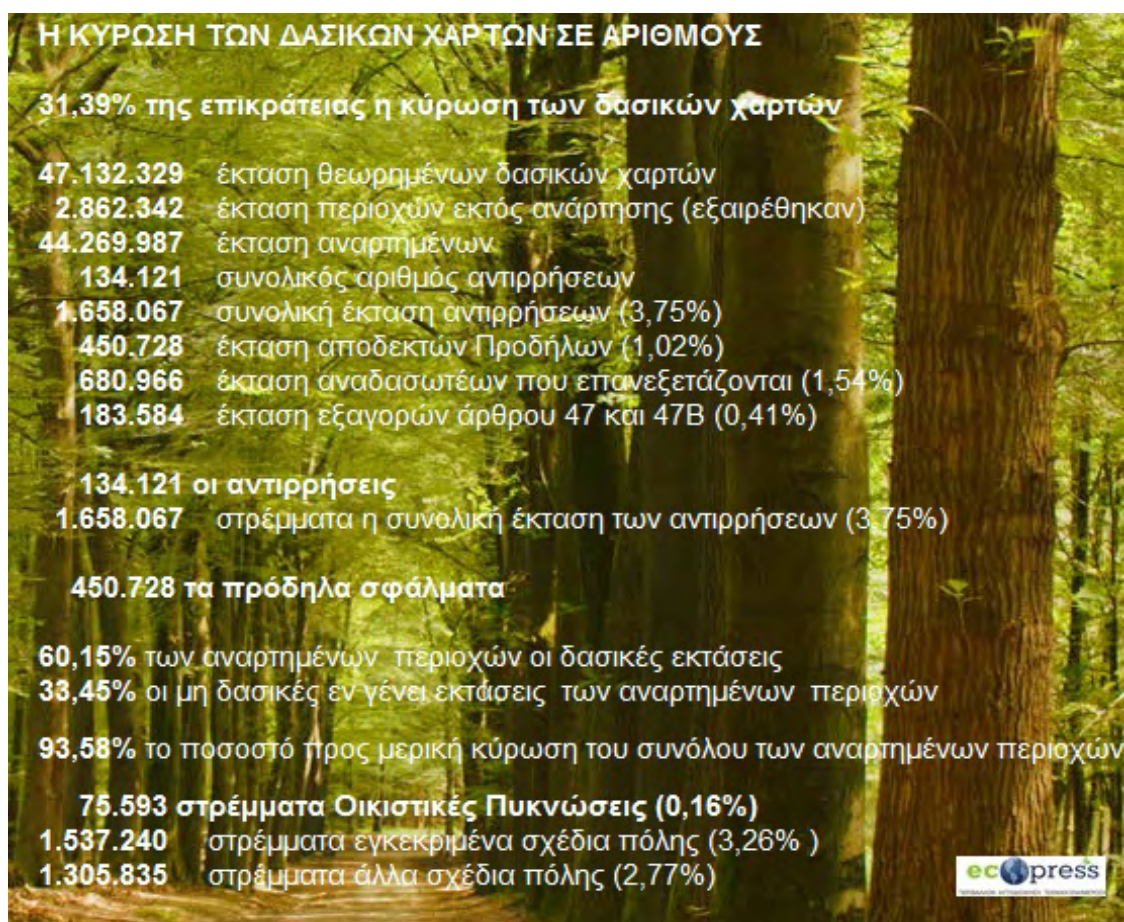 Η ΚΥΡΩΣΗ ΤΩΝ ΔΑΣΙΚΩΝ ΧΑΡΤΩΝ ΣΕ ΑΡΙΘΜΟΥΣ
31,39% της επικράτειας η κύρωση των δασικών χαρτών
47.132.329 έκταση θεωρημένων δασικών χαρτών
2.862.342 έκταση περιοχών εκτός ανάρτησης (εξαιρέθηκαν)
44.269.987 έκταση αναρτημένων
134.121 συνολικός αριθμός αντιρρήσεων
1.658.067 συνολική έκταση αντιρρήσεων (3,75%)
450.728 έκταση αποδεκτών Προδήλων (1,02%)
680.966 έκταση αναδασωτέων που επανεξετάζονται (1,54%)
183.584 έκταση εξαγορών άρθρου 47 και 47Β (0,41%)
134.121 οι αντιρρήσεις
1.658.067 στρέμματα η συνολική έκταση των αντιρρήσεων (3,75%)
450.728 τα πρόδηλα σφάλματα
60,15% των αναρτημένων περιοχών οι δασικές εκτάσεις
33,45% οι μη δασικές εν γένει εκτάσεις των αναρτημένων περιοχών
93,58% το ποσοστό προς μερική κύρωση του συνόλου των αναρτημένων περιοχών
75.593 στρέμματα Οικιστικές Πυκνώσεις (0,16%)
1.537.240 στρέμματα εγκεκριμένα σχέδια πόλης (3,26% )
1.305.835 στρέμματα άλλα σχέδια πόλης (2,77%)
ecopress